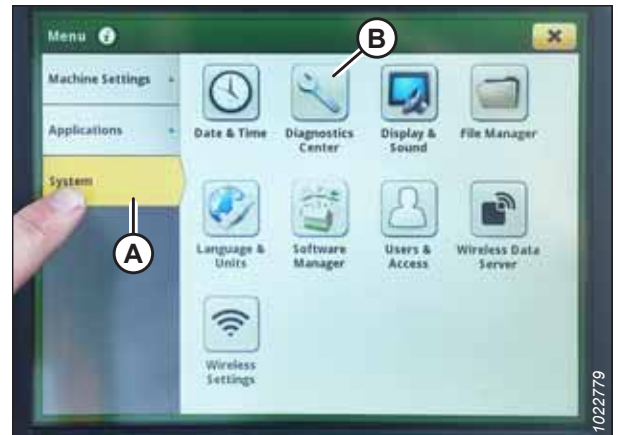 Menu i
B
Machine Settings
Applications
System
A
Date & Time
Diagnostics
Center
Display &
Sound
File Manager
Language &
Units
Software
Manager
Users &
Access
Wireless Data
Server
Wireless
Settings
1022779